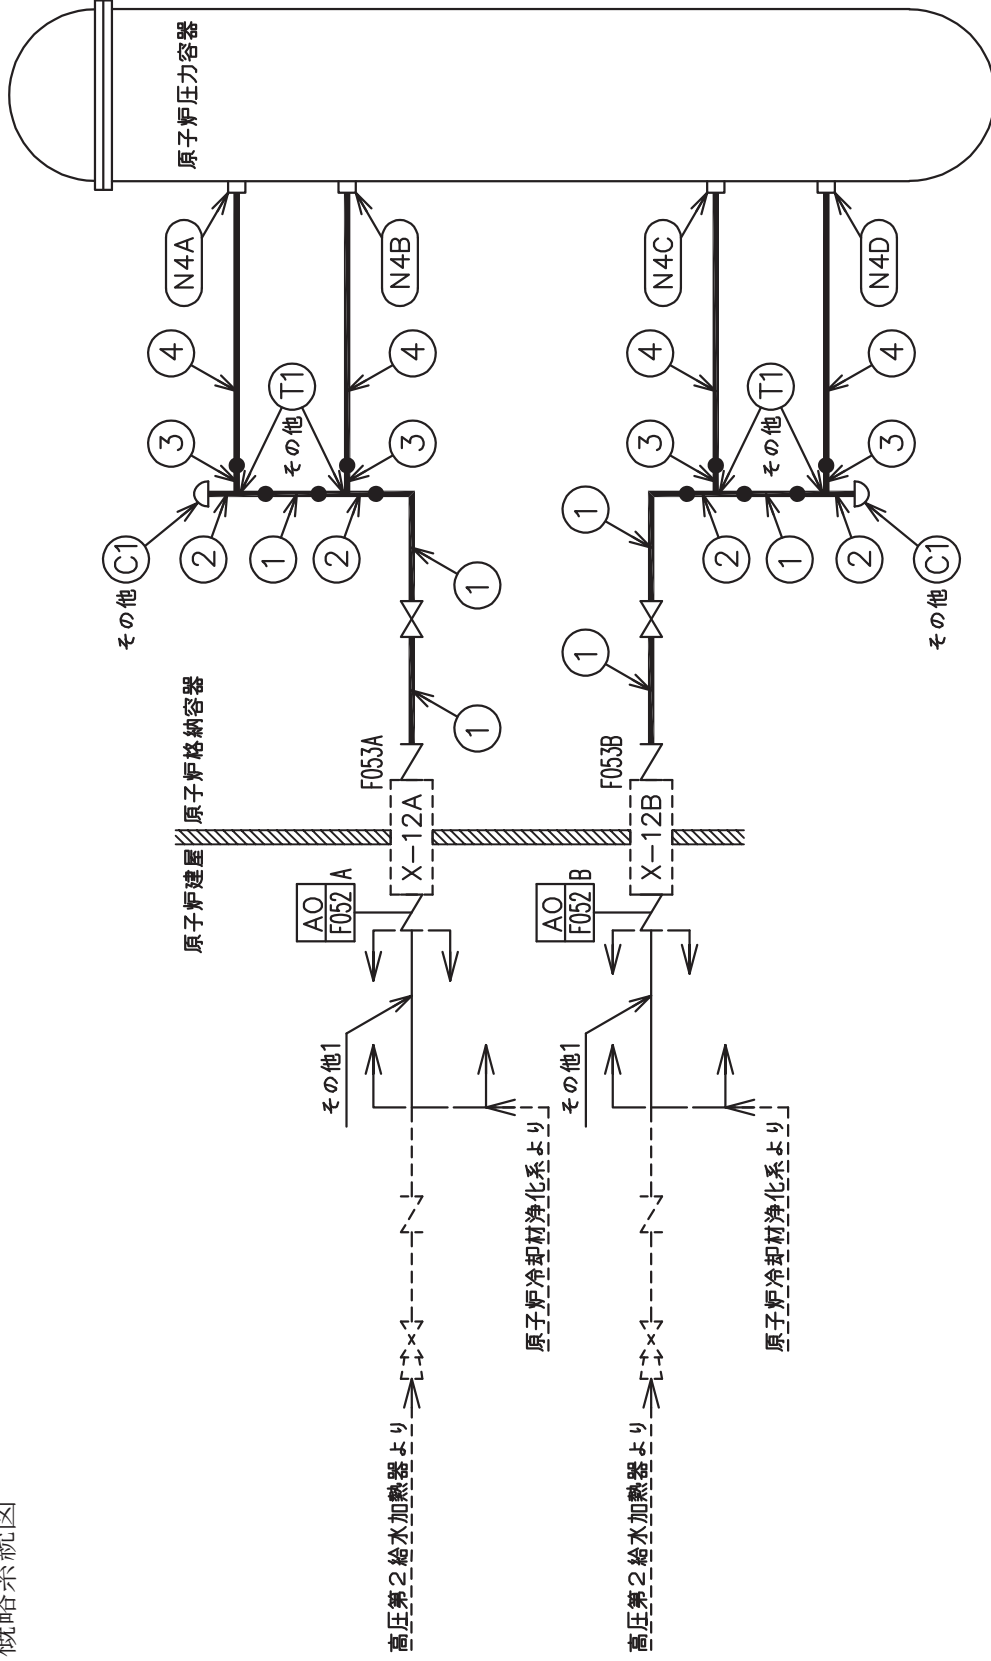 概略系統図
原子炉圧力容器
N4A
N4B
N4C
N4D
4
4
4
4
3
T1
その他
3
3
T1
その他
3
C1
その他
2
1
2
1
1
1
1
2
1
2
C1
その他
原子炉格納容器
原子炉建屋
F053A
F053B
X-12A
X-12B
AO
F052 A
AO
F052 B
その他1
その他1
原子炉冷却材浄化系より
原子炉冷却材浄化系より
高圧第2給水加熱器より
高圧第2給水加熱器より